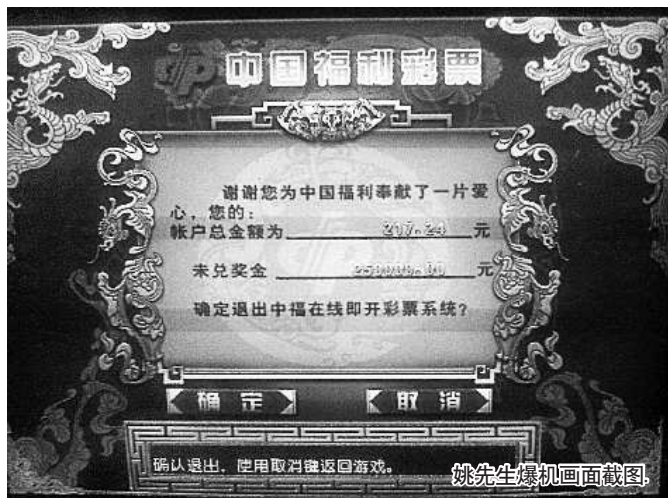 中国福利彩票
谢谢您为中国福利奉献了一片爱
心，您的：
帐户总金额为 217.24 元
未兑奖金 250000.00 元
确定退出中福在线即开彩票系统？
确定 取消
确认退出，使用取消键返回游戏。
姚先生爆机画面截图.